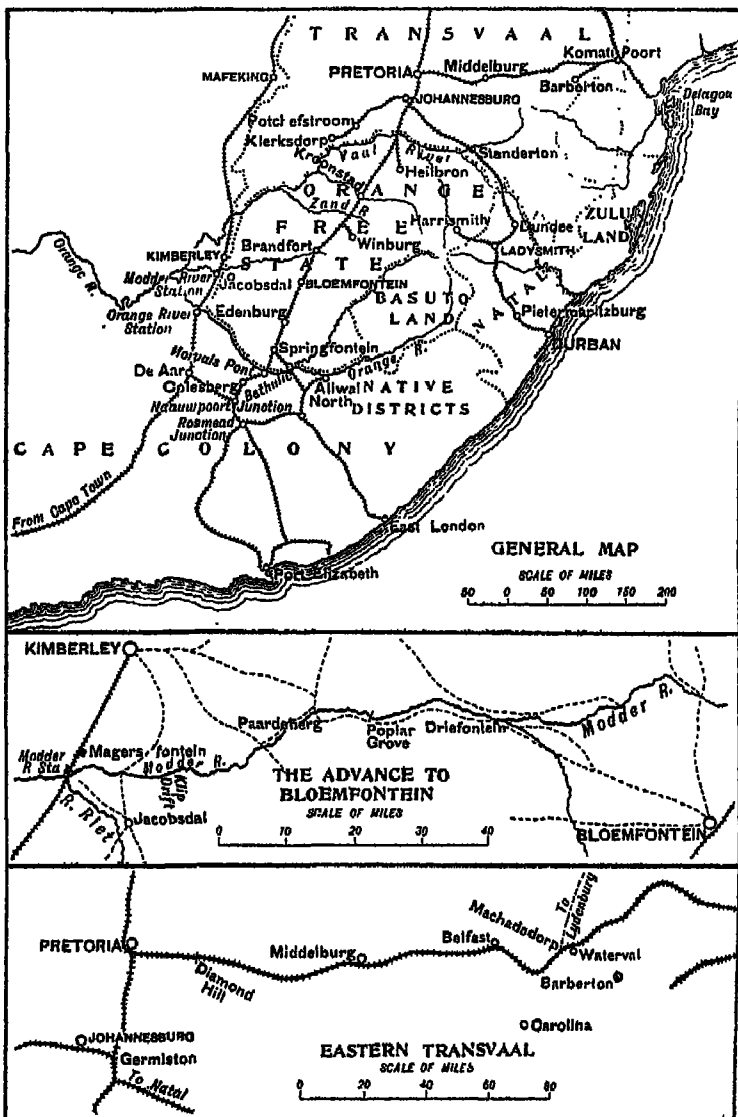 TRANSVAAL
Komati Poort
PRETORIA
Middelburg
MAFEKING
Barberton
JOHANNESBURG
Delagoa
Bay
Potchefstroom
Klerksdorp
Vaal River
Standerton
Kroonstad
Heilbron
ORANGE
Zand R.
FREE
Harrismith
Dundee
ZULU
LAND
Orange R.
Winburg
Brandfort
LADYSMITH
KIMBERLEY
STATE
Modder River
Station
Jacobsdal
BLOEMFONTEIN
BASUTO
LAND
NATAL
Orange River
Station
Edenburg
Pietermaritzburg
DURBAN
Springfontein
Norvals Pont
Orange R.
De Aar
Bethulie
Colesberg
Aliwal
North
NATIVE
DISTRICTS
Naauwpoort
Junction
Rosmead
Junction
CAPE COLONY
From Cape Town
East London
Port Elizabeth
GENERAL MAP
SCALE OF MILES
50 0 50 100 150 200
KIMBERLEY
Paardeberg
Poplar
Grove
Driefontein
Modder R.
Modder
R Sta
Magersfontein
Modder R.
Klip
Drift
THE ADVANCE TO
BLOEMFONTEIN
SCALE OF MILES
0 10 20 30 40
R. Riet
Jacobsdal
BLOEMFONTEIN
To
Lydenburg
Machadodorp
PRETORIA
Middelburg
Belfast
Waterval
Diamond
Hill
Barberton
Carolina
JOHANNESBURG
Germiston
To Natal
EASTERN TRANSVAAL
SCALE OF MILES
0 20 40 60 80